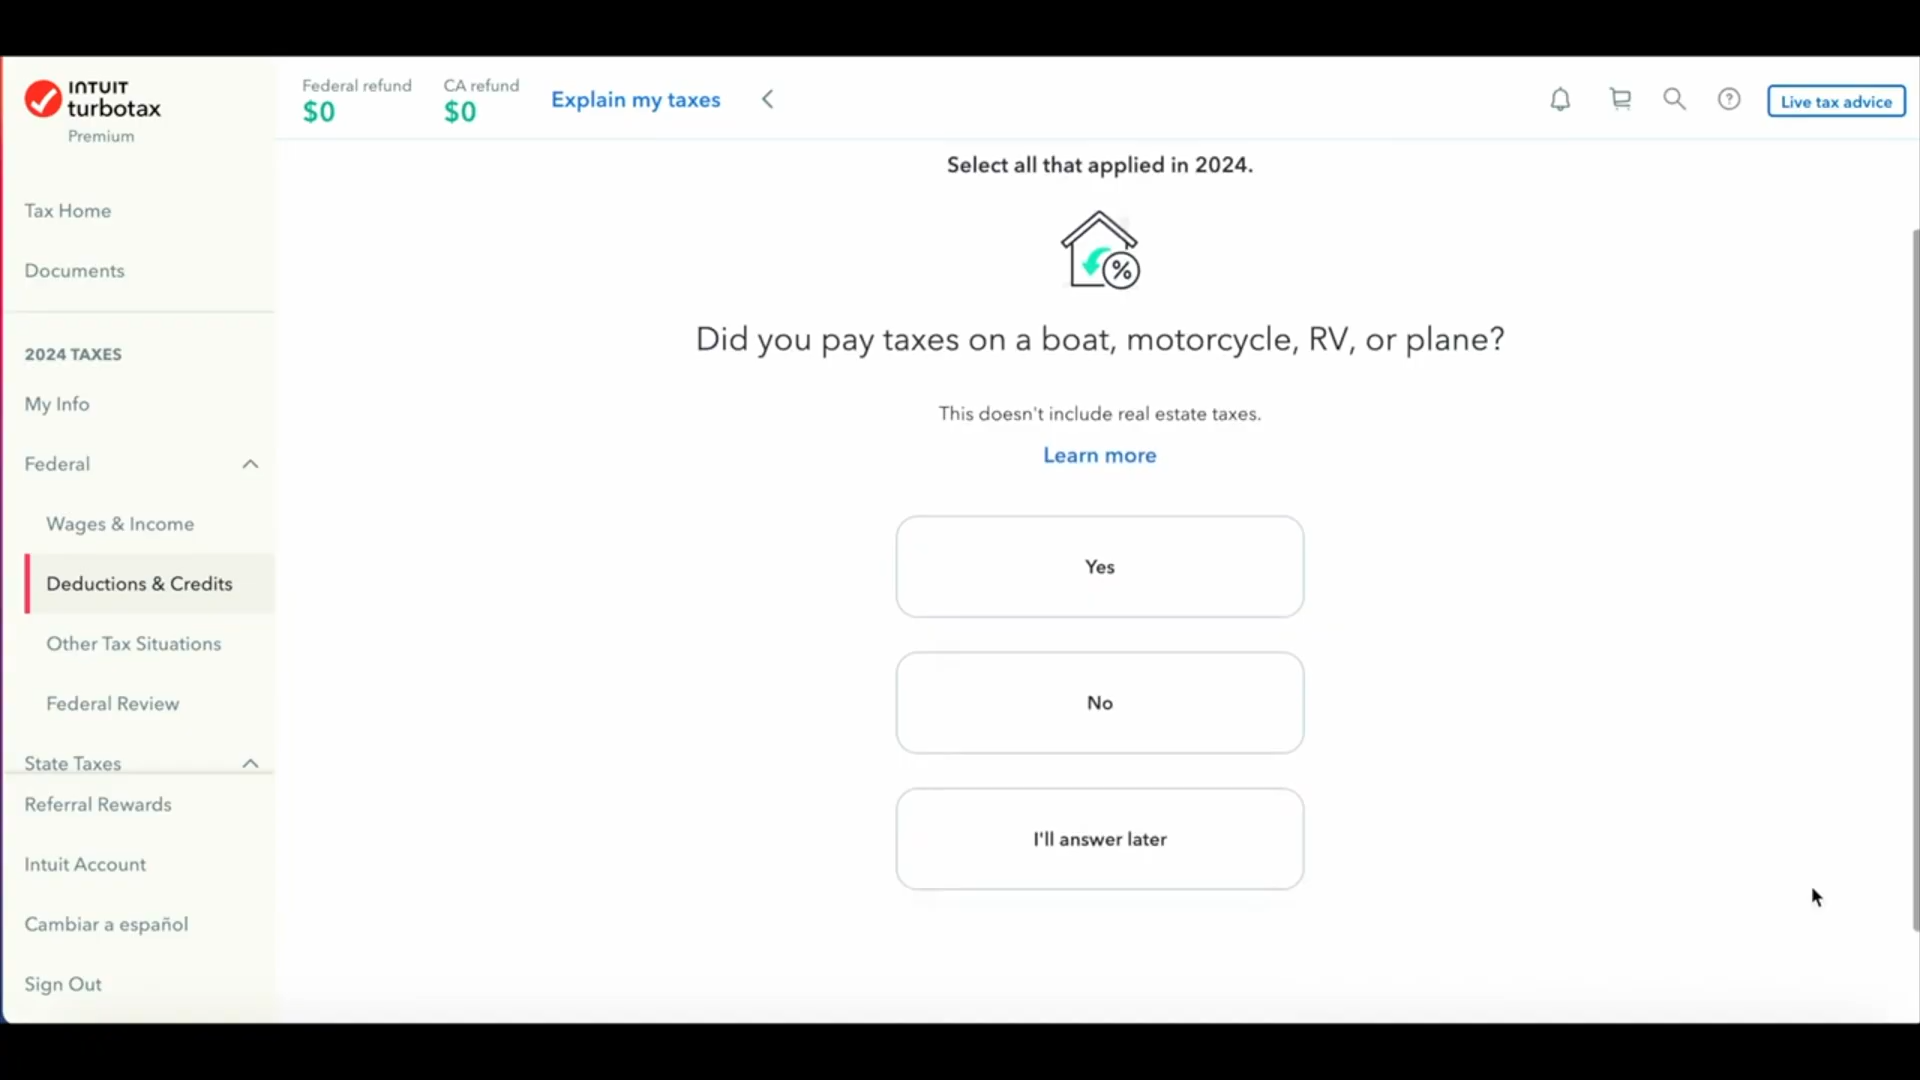 INTUIT
turbotax
Premium
Tax Home
Documents
2024 TAXES
My Info
Federal
Wages & Income
Deductions & Credits
Other Tax Situations
Federal Review
State Taxes
Referral Rewards
Intuit Account
Cambiar a español
Sign Out
Federal refund
$0
CA refund
$0
Explain my taxes
Live tax advice
Select all that applied in 2024.
%
Did you pay taxes on a boat, motorcycle, RV, or plane?
This doesn't include real estate taxes.
Learn more
Yes
No
I'll answer later